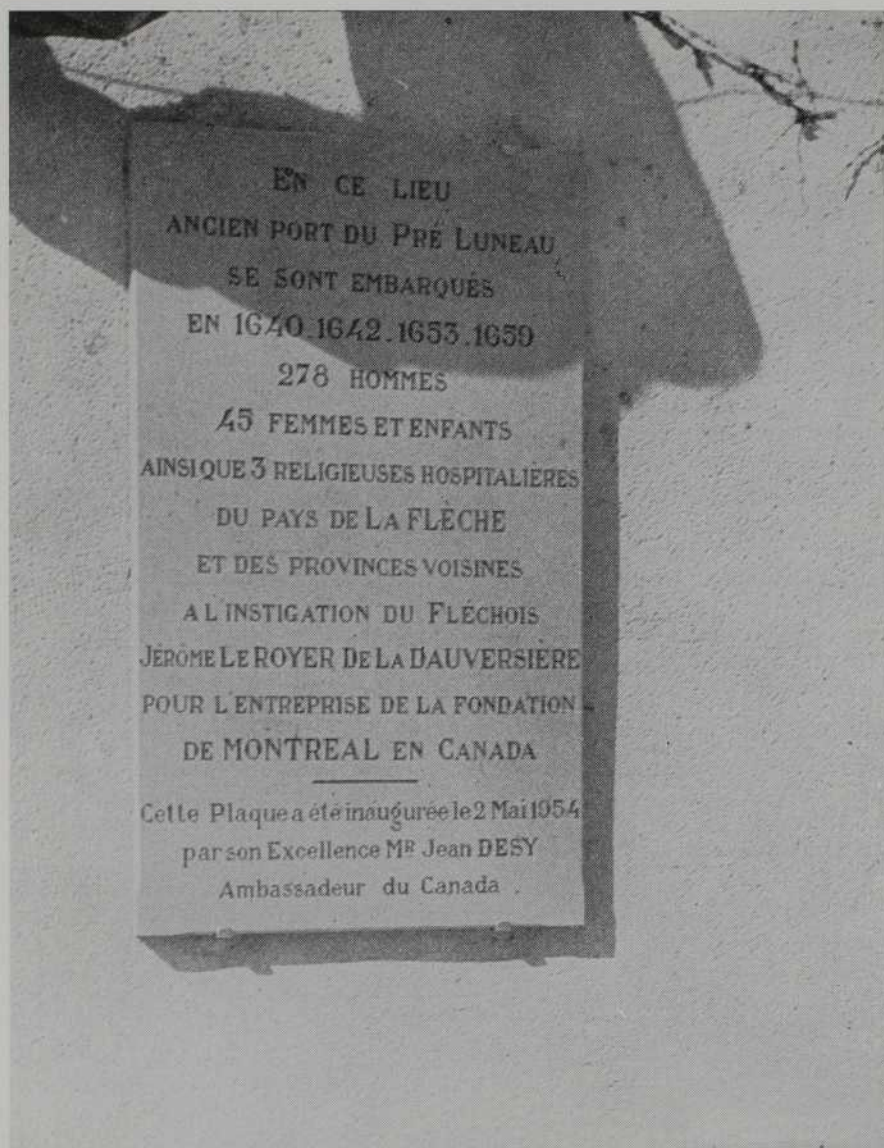 EN CE LIEU
ANCIEN PORT DU PRÉ LUNEAU
SE SONT EMBARQUÉS
EN 1640.1642.1653.1659
278 HOMMES
45 FEMMES ET ENFANTS
AINSI QUE 3 RELIGIEUSES HOSPITALIÈRES
DU PAYS DE LA FLÈCHE
ET DES PROVINCES VOISINES
A L'INSTIGATION DU FLÉCHOIS
JÉRÔME LE ROYER DE LA DAUVERSIÈRE
POUR L'ENTREPRISE DE LA FONDATION
DE MONTREAL EN CANADA
Cette Plaque a été inaugurée le 2 Mai 1954
par son Excellence MR Jean DESY
Ambassadeur du Canada.